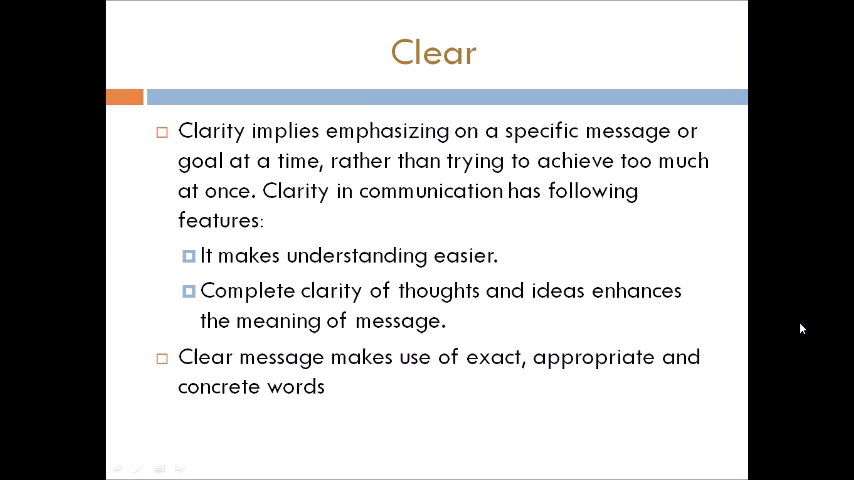 Clear
Clarity implies emphasizing on a specific message or
goal at a time, rather than trying to achieve too much
at once. Clarity in communication has following
features:
It makes understanding easier.
Complete clarity of thoughts and ideas enhances
the meaning of message.
Clear message makes use of exact, appropriate and
concrete words